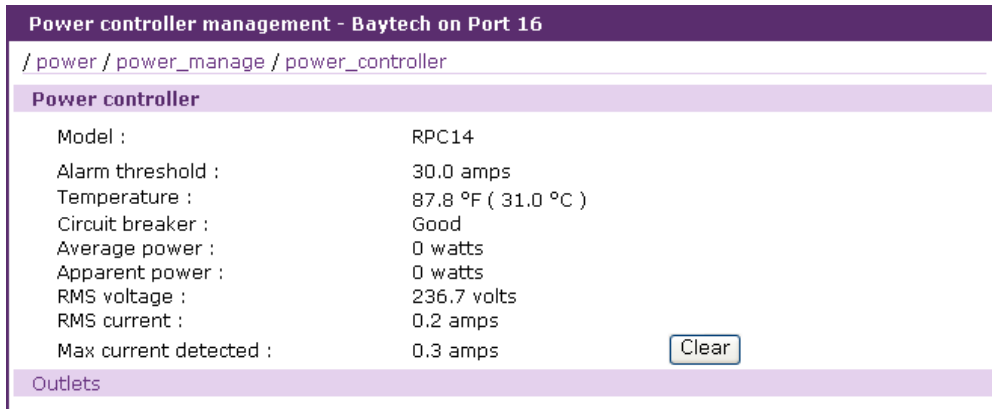 Power controller management - Baytech on Port 16
/ power / power_manage / power_controller
Power controller
Model : RPC14
Alarm threshold : 30.0 amps
Temperature : 87.8 ºF ( 31.0 ºC )
Circuit breaker : Good
Average power : 0 watts
Apparent power : 0 watts
RMS voltage : 236.7 volts
RMS current : 0.2 amps
Max current detected : 0.3 amps Clear
Outlets